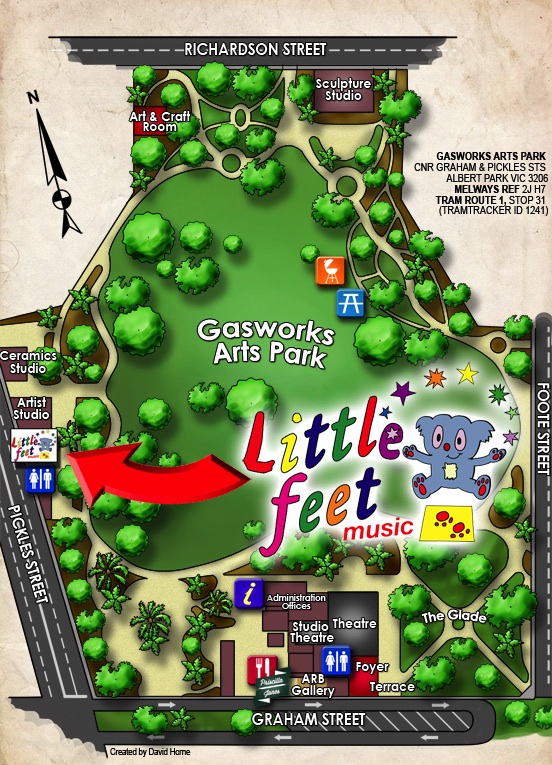 RICHARDSON STREET
Sculpture
Studio
Art & Craft
Room
N
GASWORKS ARTS PARK
CNR GRAHAM & PICKLES STS
ALBERT PARK VIC 3206
MELWAYS REF 2J H7
TRAM ROUTE 1, STOP 31
(TRAMTRACKER ID 1241)
Gasworks
Arts Park
Ceramics
Studio
Artist
Studio
Little
feet
music
Little
feet
music
FOOTE STREET
PICKLES STREET
i
Administration
Offices
Studio
Theatre
Theatre
The Glade
Foyer
Terrace
ARB
Gallery
Priscilla
Jones
GRAHAM STREET
Created by David Horne